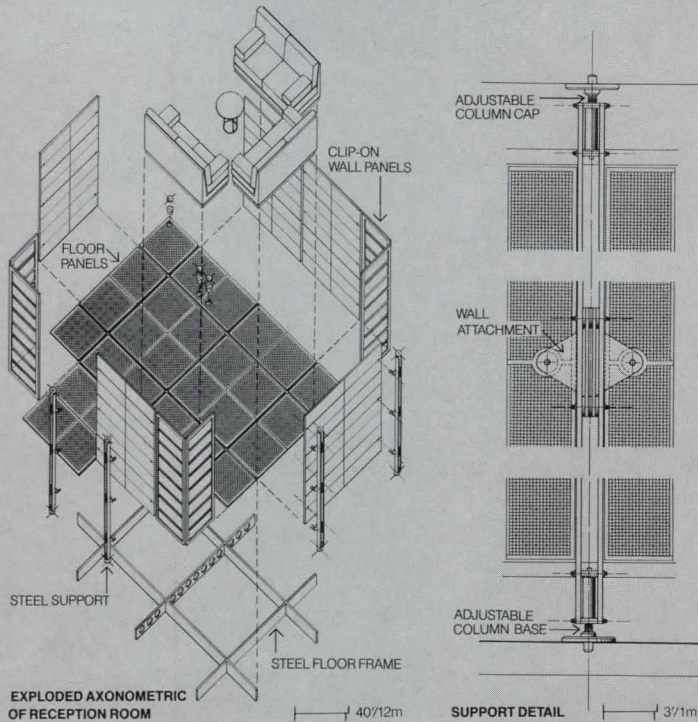 CLIP-ON
WALL PANELS
FLOOR
PANELS
STEEL SUPPORT
STEEL FLOOR FRAME
EXPLODED AXONOMETRIC
OF RECEPTION ROOM
40'/12m
ADJUSTABLE
COLUMN CAP
WALL
ATTACHMENT
ADJUSTABLE
COLUMN BASE
SUPPORT DETAIL
3'/1m